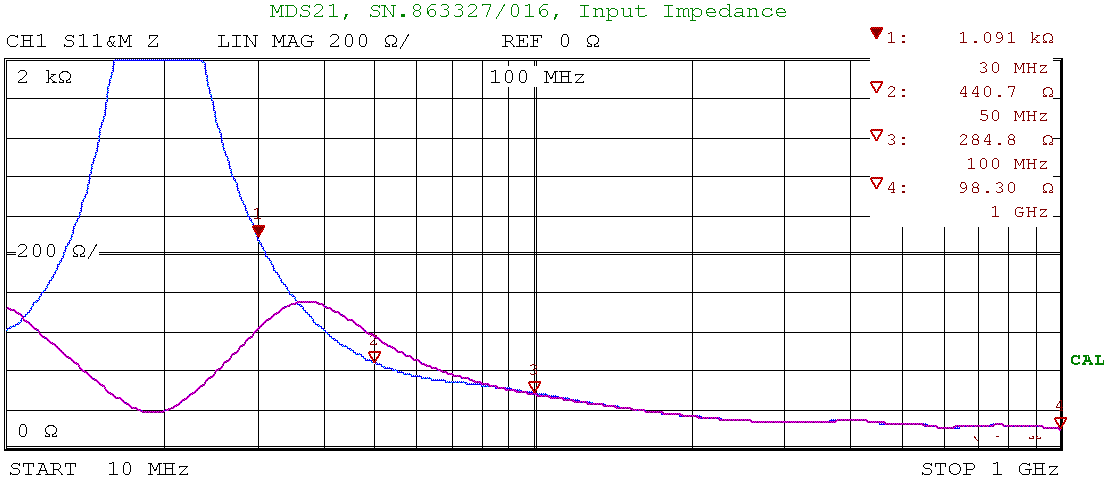 MDS21, SN.863327/016, Input Impedance
CH1 S11&M Z LIN MAG 200 Ω/ REF 0 Ω
1: 1.091 kΩ
30 MHz
2: 440.7 Ω
50 MHz
3: 284.8 Ω
100 MHz
4: 98.30 Ω
1 GHz
2 kΩ
100 MHz
1
200 Ω/
2
3
CAL
4
0 Ω
START 10 MHz STOP 1 GHz